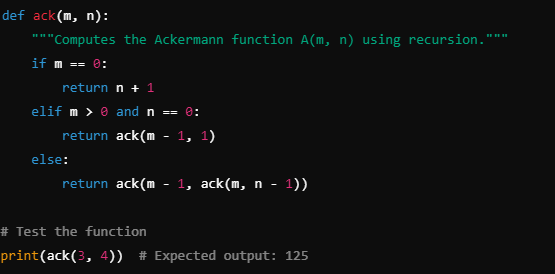 def ack(m, n):
    """Computes the Ackermann function A(m, n) using recursion."""
    if m == 0:
        return n + 1
    elif m > 0 and n == 0:
        return ack(m - 1, 1)
    else:
        return ack(m - 1, ack(m, n - 1))

# Test the function
print(ack(3, 4))  # Expected output: 125